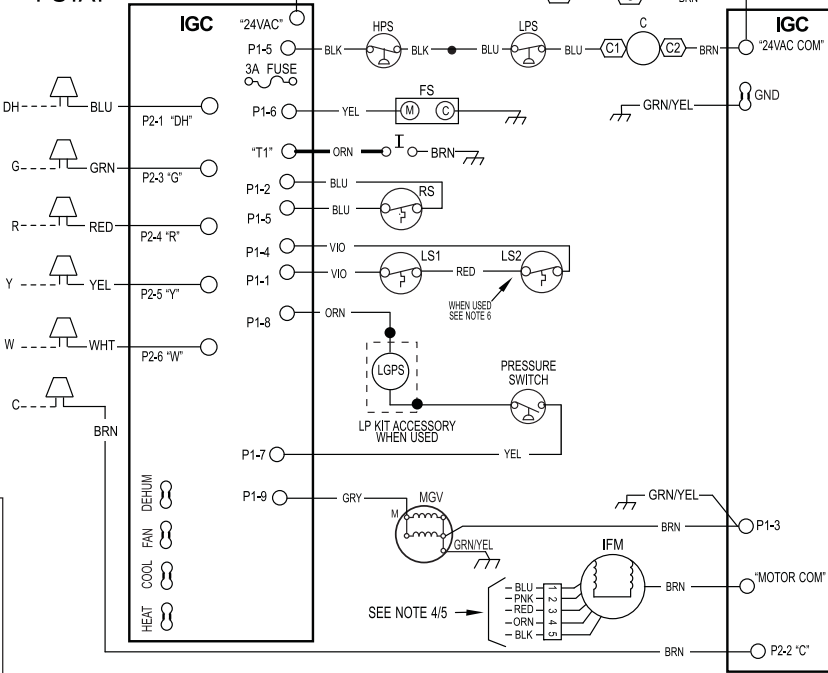 IGC
"24VAC"
P1-5
BLK
HPS
BLK
BLU
LPS
BLU
C1
C
C2
BRN
BRN
IGC
"24VAC COM"
3A FUSE
GND
GRN/YEL
DH
BLU
P2-1 "DH"
P1-6
YEL
FS
M
C
"T1"
ORN
I
BRN
G
GRN
P2-3 "G"
P1-2
BLU
RS
P1-5
BLU
R
RED
P2-4 "R"
P1-4
VIO
P1-1
VIO
LS1
RED
LS2
Y
YEL
P2-5 "Y"
WHEN USED
SEE NOTE 6
P1-8
ORN
W
WHT
P2-6 "W"
LGPS
PRESSURE
SWITCH
LP KIT ACCESSORY
WHEN USED
C
BRN
P1-7
YEL
P1-9
GRY
MGV
M
GRN/YEL
GRN/YEL
BRN
P1-3
DEHUM
FAN
COOL
HEAT
IFM
BRN
"MOTOR COM"
SEE NOTE 4/5
BLU 1
PNK 2
RED 3
ORN 4
BLK 5
BRN
P2-2 "C"